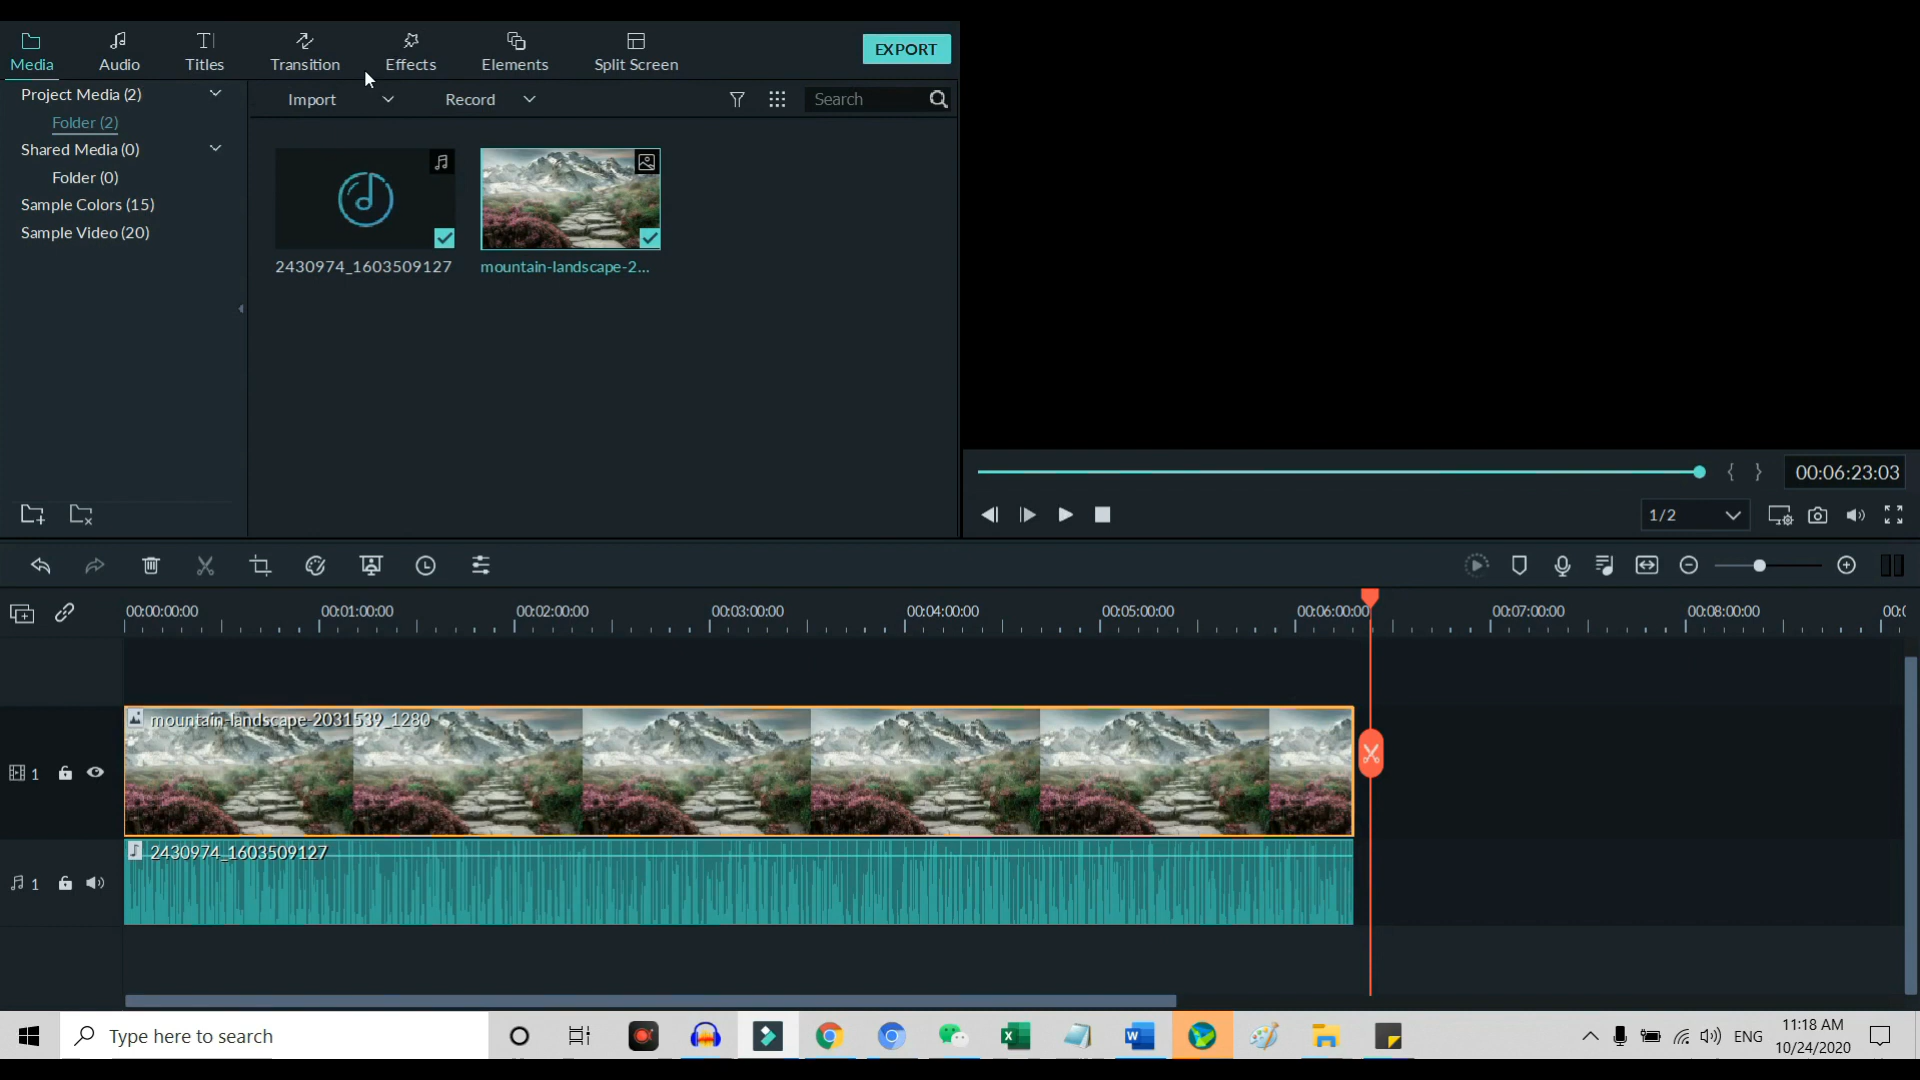 Media
Audio
Titles
Transition
Effects
Elements
Split Screen
EXPORT
Project Media (2)
Folder (2)
Shared Media (0)
Folder (0)
Sample Colors (15)
Sample Video (20)
Import
Record
Search
2430974_1603509127
mountain-landscape-2...
00:06:23:03
1/2
00:00:00:00
00:01:00:00
00:02:00:00
00:03:00:00
00:04:00:00
00:05:00:00
00:06:00:00
00:07:00:00
00:08:00:00
00:(
mountain-landscape-2031539_1280
1
2430974_1603509127
1
Type here to search
ENG
11:18 AM
10/24/2020